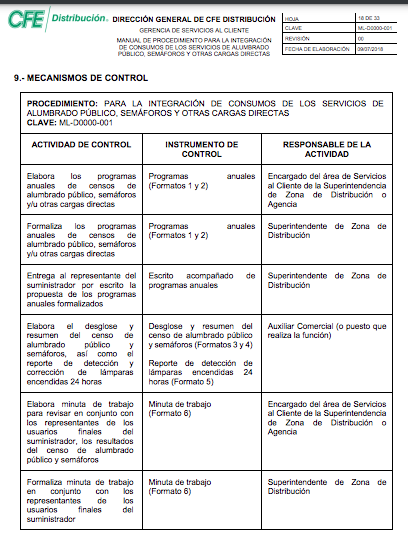 CFE Distribución®
DIRECCIÓN GENERAL DE CFE DISTRIBUCIÓN
GERENCIA DE SERVICIOS AL CLIENTE
MANUAL DE PROCEDIMIENTO PARA LA INTEGRACIÓN
DE CONSUMOS DE LOS SERVICIOS DE ALUMBRADO
PÚBLICO, SEMÁFOROS Y OTRAS CARGAS DIRECTAS
HOJA 18 DE 33
CLAVE ML-D0000-001
REVISIÓN 00
FECHA DE ELABORACIÓN 09/07/2018
9.- MECANISMOS DE CONTROL
PROCEDIMIENTO: PARA LA INTEGRACIÓN DE CONSUMOS DE LOS SERVICIOS DE
ALUMBRADO PÚBLICO, SEMÁFOROS Y OTRAS CARGAS DIRECTAS
CLAVE: ML-D0000-001
ACTIVIDAD DE CONTROL
INSTRUMENTO DE
CONTROL
RESPONSABLE DE LA
ACTIVIDAD
Elabora los programas
anuales de censos de
alumbrado público, semáforos
y/u otras cargas directas
Programas anuales
(Formatos 1 y 2)
Encargado del área de Servicios
al Cliente de la Superintendencia
de Zona de Distribución o
Agencia
Formaliza los programas
anuales de censos de
alumbrado público, semáforos
y/u otras cargas directas
Programas anuales
(Formatos 1 y 2)
Superintendente de Zona de
Distribución
Entrega al representante del
suministrador por escrito la
propuesta de los programas
anuales formalizados
Escrito acompañado de
programas anuales
Superintendente de Zona de
Distribución
Elabora el desglose y
resumen del censo de
alumbrado público y
semáforos, así como el
reporte de detección y
corrección de lámparas
encendidas 24 horas
Desglose y resumen del
censo de alumbrado público
y semáforos (Formatos 3 y 4)
Reporte de detección de
lámparas encendidas 24
horas (Formato 5)
Auxiliar Comercial (o puesto que
realiza la función)
Elabora minuta de trabajo
para revisar en conjunto con
los representantes de los
usuarios finales del
suministrador, los resultados
del censo de alumbrado
público y semáforos
Minuta de trabajo
(Formato 6)
Encargado del área de Servicios
al Cliente de la Superintendencia
de Zona de Distribución o
Agencia
Formaliza minuta de trabajo
en conjunto con los
representantes de los
usuarios finales del
suministrador
Minuta de trabajo
(Formato 6)
Superintendente de Zona de
Distribución